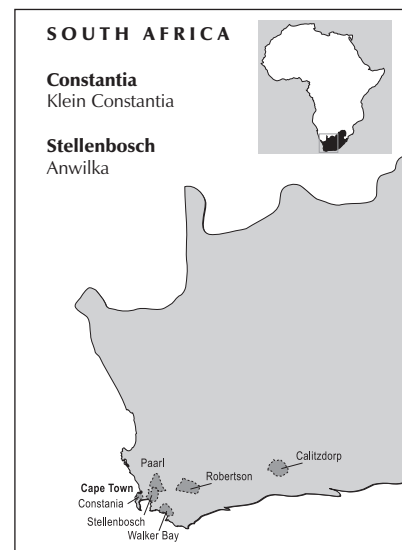 SOUTH AFRICA
Constantia
Klein Constantia
Stellenbosch
Anwilka
Paarl
Calitzdorp
Robertson
Cape Town
Constania
Stellenbosch
Walker Bay